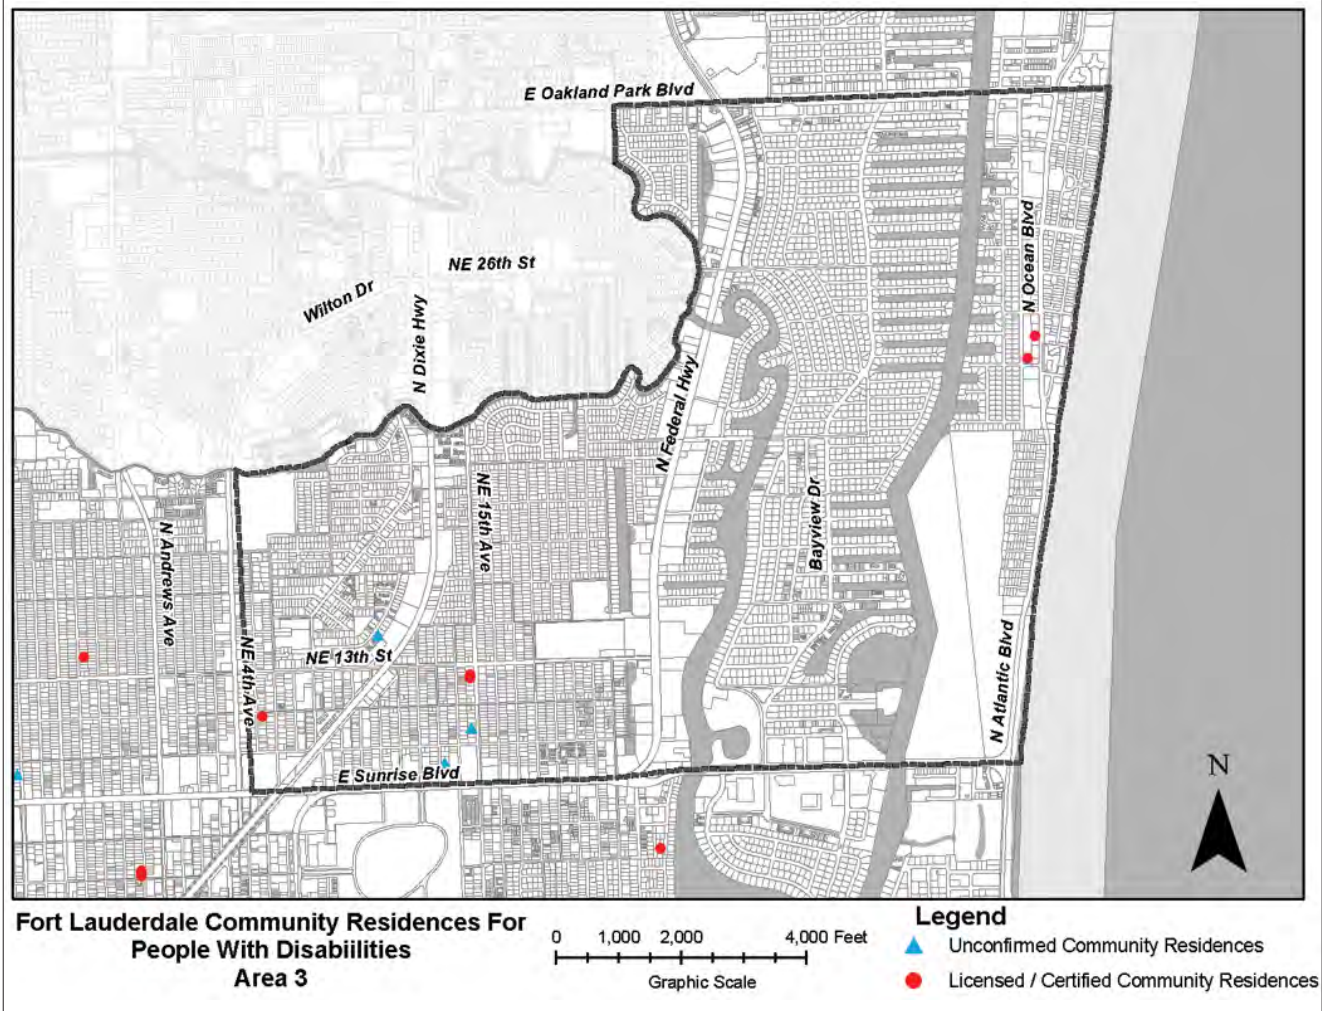 E Oakland Park Blvd
N Ocean Blvd
NE 26th St
Wilton Dr
N Dixie Hwy
N Federal Hwy
NE 15th Ave
Bayview Dr
N Andrews Ave
NE 4th Ave
NE 13th St
N Atlantic Blvd
E Sunrise Blvd
N
Fort Lauderdale Community Residences For
People With Disabiilities
Area 3
0 1,000 2,000 4,000 Feet
Graphic Scale
Legend
Unconfirmed Community Residences
Licensed / Certified Community Residences